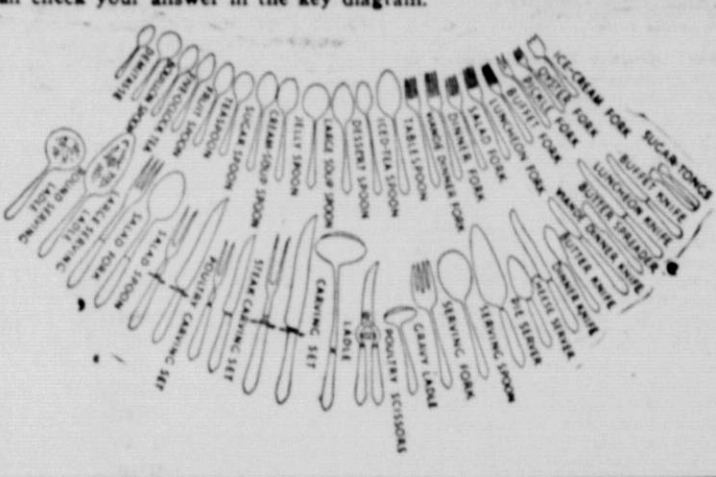 an check your answer in the key diagram.
DEMITASSE
BOUILLON SPOON
FIVE O'CLOCK TEA
FRUIT SPOON
TEASPOON
SUGAR SPOON
CREAM SOUP SPOON
JELLY SPOON
LARGE SOUP SPOON
DESSERT SPOON
ICED-TEA SPOON
TABLESPOON
VIANDE DINNER FORK
DINNER FORK
SALAD FORK
LUNCHEON FORK
BUFFET FORK
PICKLE FORK
OYSTER FORK
ICE-CREAM FORK
ROUND SERVING LADLE
LANCE SERVING LADLE
SALAD FORK
SALAD SPOON
POULTRY CARVING SET
STEAK CARVING SET
CARVING SET
LADLE
POULTRY SCISSORS
GRAVY LADLE
SERVING FORK
SERVING SPOON
PIE SERVER
CHEESE SERVER
DINNER KNIFE
BUTTER KNIFE
VIANDE DINNER KNIFE
BUTTER SPREADER
LUNCHEON KNIFE
BUFFET KNIFE
SUGAR TONGS